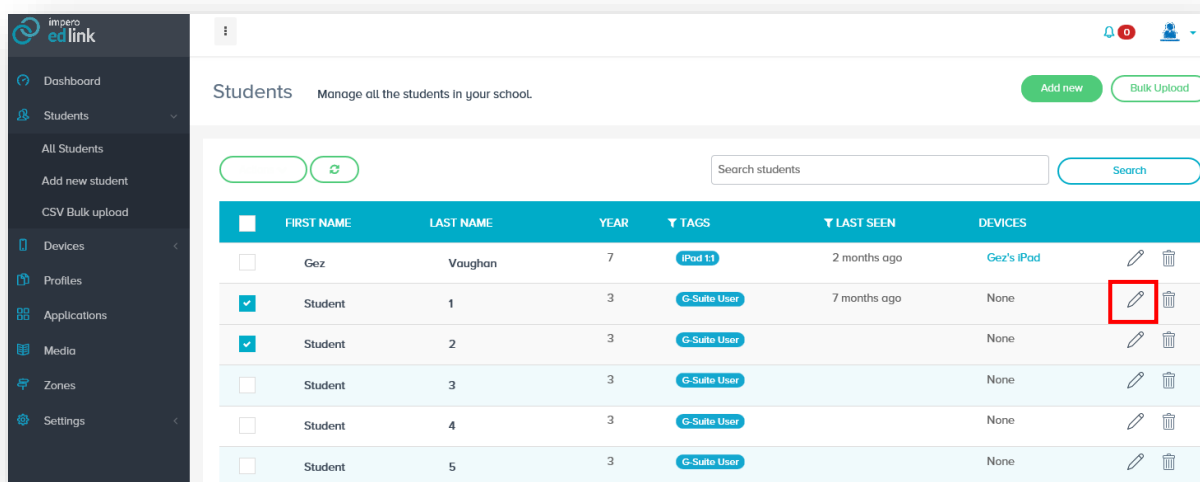 impero
edlink
0
Dashboard
Students
All Students
Add new student
CSV Bulk upload
Devices
Profiles
Applications
Media
Zones
Settings
Students Manage all the students in your school.
Add new Bulk Upload
Search students Search
FIRST NAME LAST NAME YEAR TAGS LAST SEEN DEVICES
Gez Vaughan 7 iPad 1:1 2 months ago Gez's iPad
Student 1 3 G-Suite User 7 months ago None
Student 2 3 G-Suite User None
Student 3 3 G-Suite User None
Student 4 3 G-Suite User None
Student 5 3 G-Suite User None